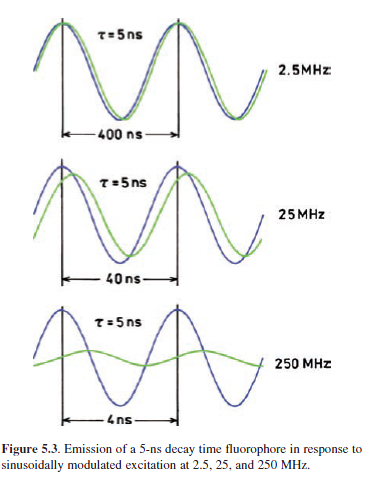 τ=5ns
2.5MHz
400 ns
τ=5ns
25MHz
40ns
τ=5ns
250 MHz
4ns
Figure 5.3. Emission of a 5-ns decay time fluorophore in response to
sinusoidally modulated excitation at 2.5, 25, and 250 MHz.